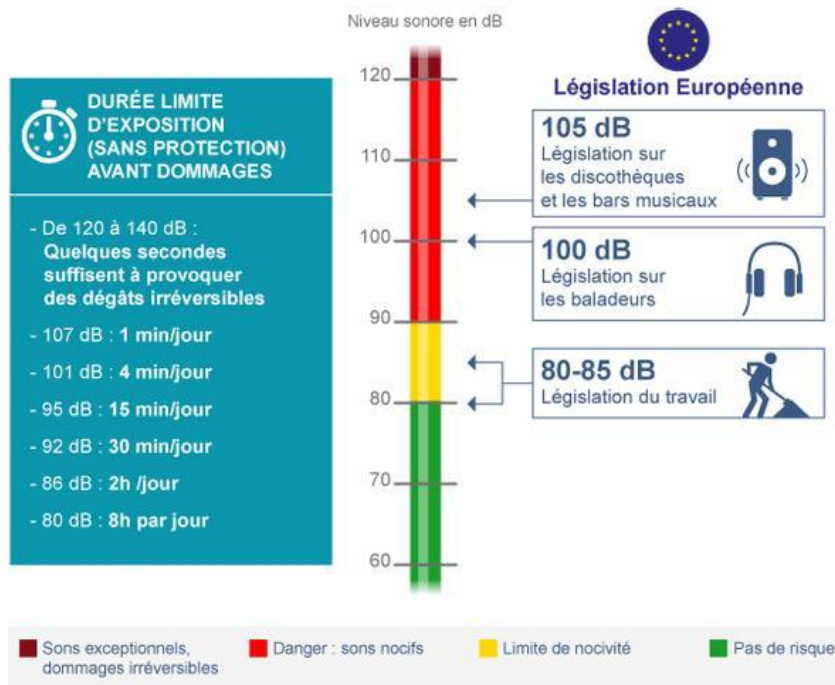 Niveau sonore en dB
120
110
100
90
80
70
60
DURÉE LIMITE
D'EXPOSITION
(SANS PROTECTION)
AVANT DOMMAGES
- De 120 à 140 dB :
Quelques secondes
suffisent à provoquer
des dégâts irréversibles
- 107 dB : 1 min/jour
- 101 dB : 4 min/jour
- 95 dB : 15 min/jour
- 92 dB : 30 min/jour
- 86 dB : 2h /jour
- 80 dB : 8h par jour
Législation Européenne
105 dB
Législation sur
les discothèques
et les bars musicaux
100 dB
Législation sur
les baladeurs
80-85 dB
Législation du travail
Sons exceptionnels,
dommages irréversibles
Danger : sons nocifs
Limite de nocivité
Pas de risque